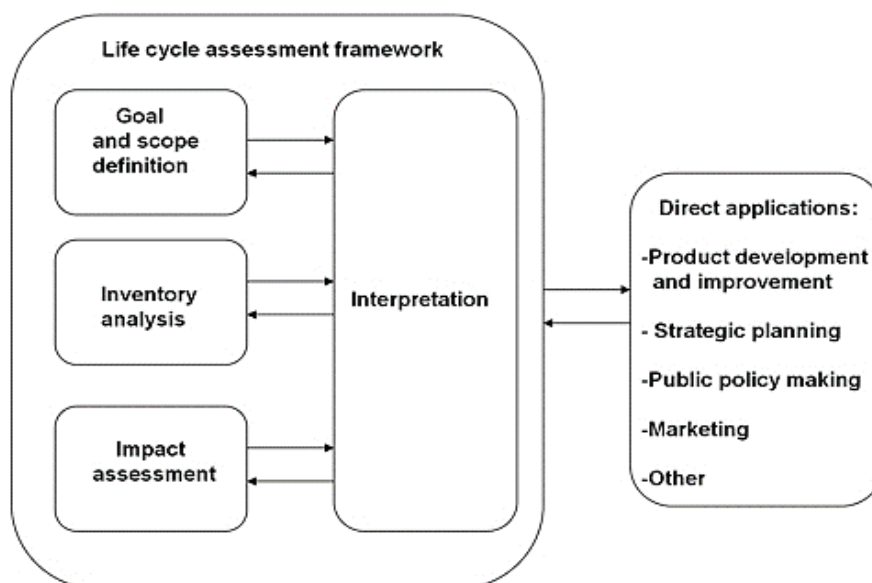 Life cycle assessment framework
Goal
and scope
definition
Inventory
analysis
Impact
assessment
Interpretation
Direct applications:
-Product development
and improvement
- Strategic planning
-Public policy making
-Marketing
-Other